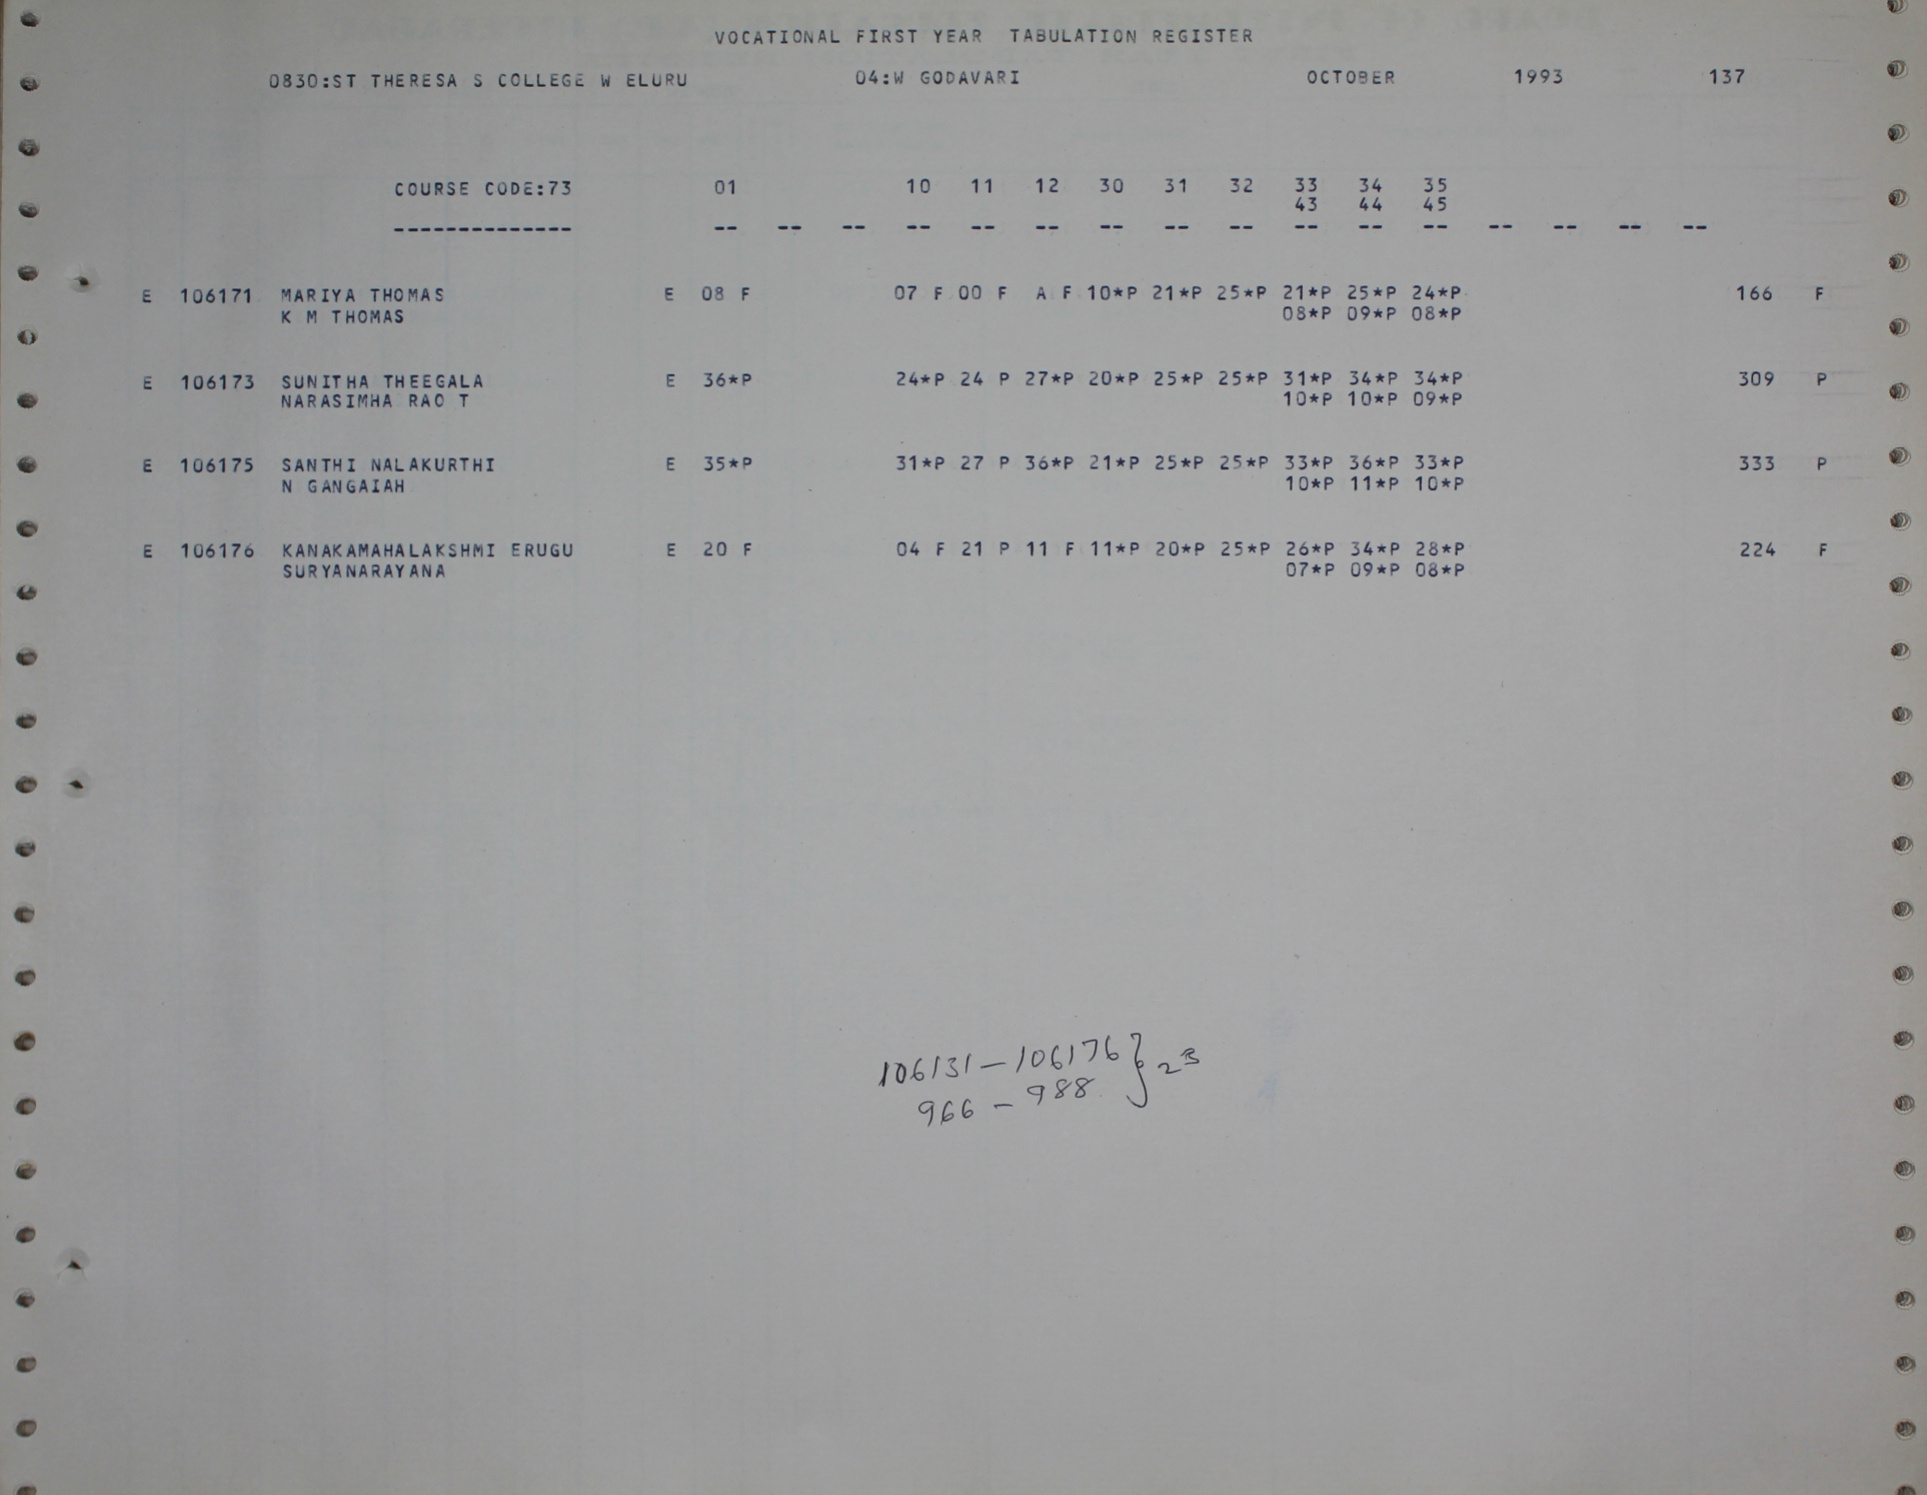 VOCATIONAL FIRST YEAR TABULATION REGISTER
0830:ST THERESA S COLLEGE W ELURU 04:W GODAVARI OCTOBER 1993 137
COURSE CODE:73 01 10 11 12 30 31 32 33 34 35
43 44 45
-------------- -- -- -- -- -- -- -- -- -- -- -- -- -- -- -- --
E 106171 MARIYA THOMAS E 08 F 07 F 00 F A F 10*P 21*P 25*P 21*P 25*P 24*P 166 F
K M THOMAS 08*P 09*P 08*P
E 106173 SUNITHA THEEGALA E 36*P 24*P 24 P 27*P 20*P 25*P 25*P 31*P 34*P 34*P 309 P
NARASIMHA RAO T 10*P 10*P 09*P
E 106175 SANTHI NALAKURTHI E 35*P 31*P 27 P 36*P 21*P 25*P 25*P 33*P 36*P 33*P 333 P
N GANGAIAH 10*P 11*P 10*P
E 106176 KANAKAMAHALAKSHMI ERUGU E 20 F 04 F 21 P 11 F 11*P 20*P 25*P 26*P 34*P 28*P 224 F
SURYANARAYANA 07*P 09*P 08*P
106131 - 106176 } 23
966 - 988